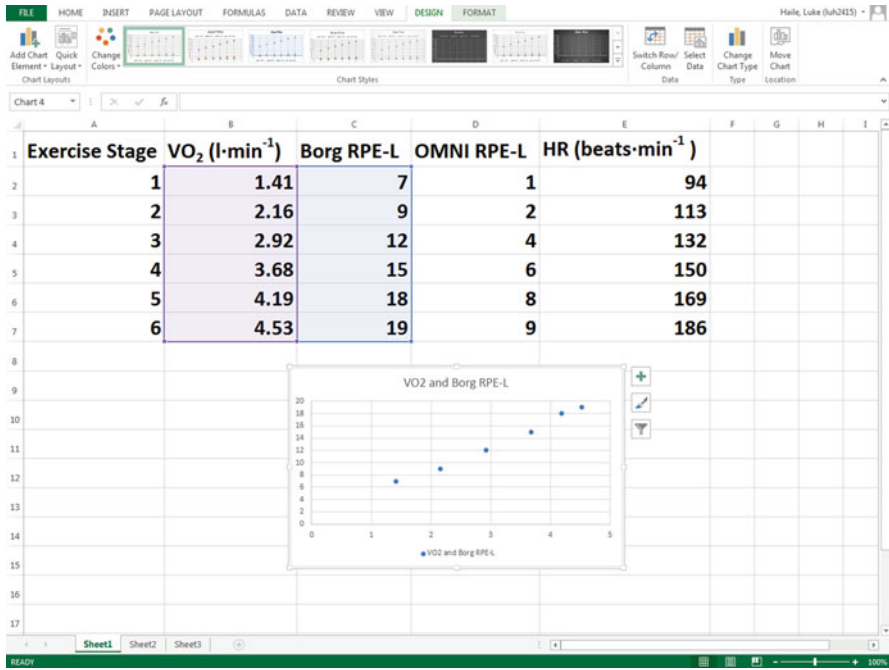 FILE HOME INSERT PAGE LAYOUT FORMULAS DATA REVIEW VIEW DESIGN FORMAT Haile, Luke (luh2415)
Add Chart Element Quick Layout Change Colors Switch Row/ Column Select Data Change Chart Type Move Chart
Chart Layouts Chart Styles Data Type Location
Chart 4 fx
A B C D E F G H I
1 Exercise Stage VO₂ (l·min⁻¹) Borg RPE-L OMNI RPE-L HR (beats·min⁻¹ )
2 1 1.41 7 1 94
3 2 2.16 9 2 113
4 3 2.92 12 4 132
5 4 3.68 15 6 150
6 5 4.19 18 8 169
7 6 4.53 19 9 186
8
9
10
11
12
13
14
15
16
17
VO2 and Borg RPE-L
20
18
16
14
12
10
8
6
4
2
0
0 1 2 3 4 5
VO2 and Borg RPE-L
Sheet1 Sheet2 Sheet3
READY 100%